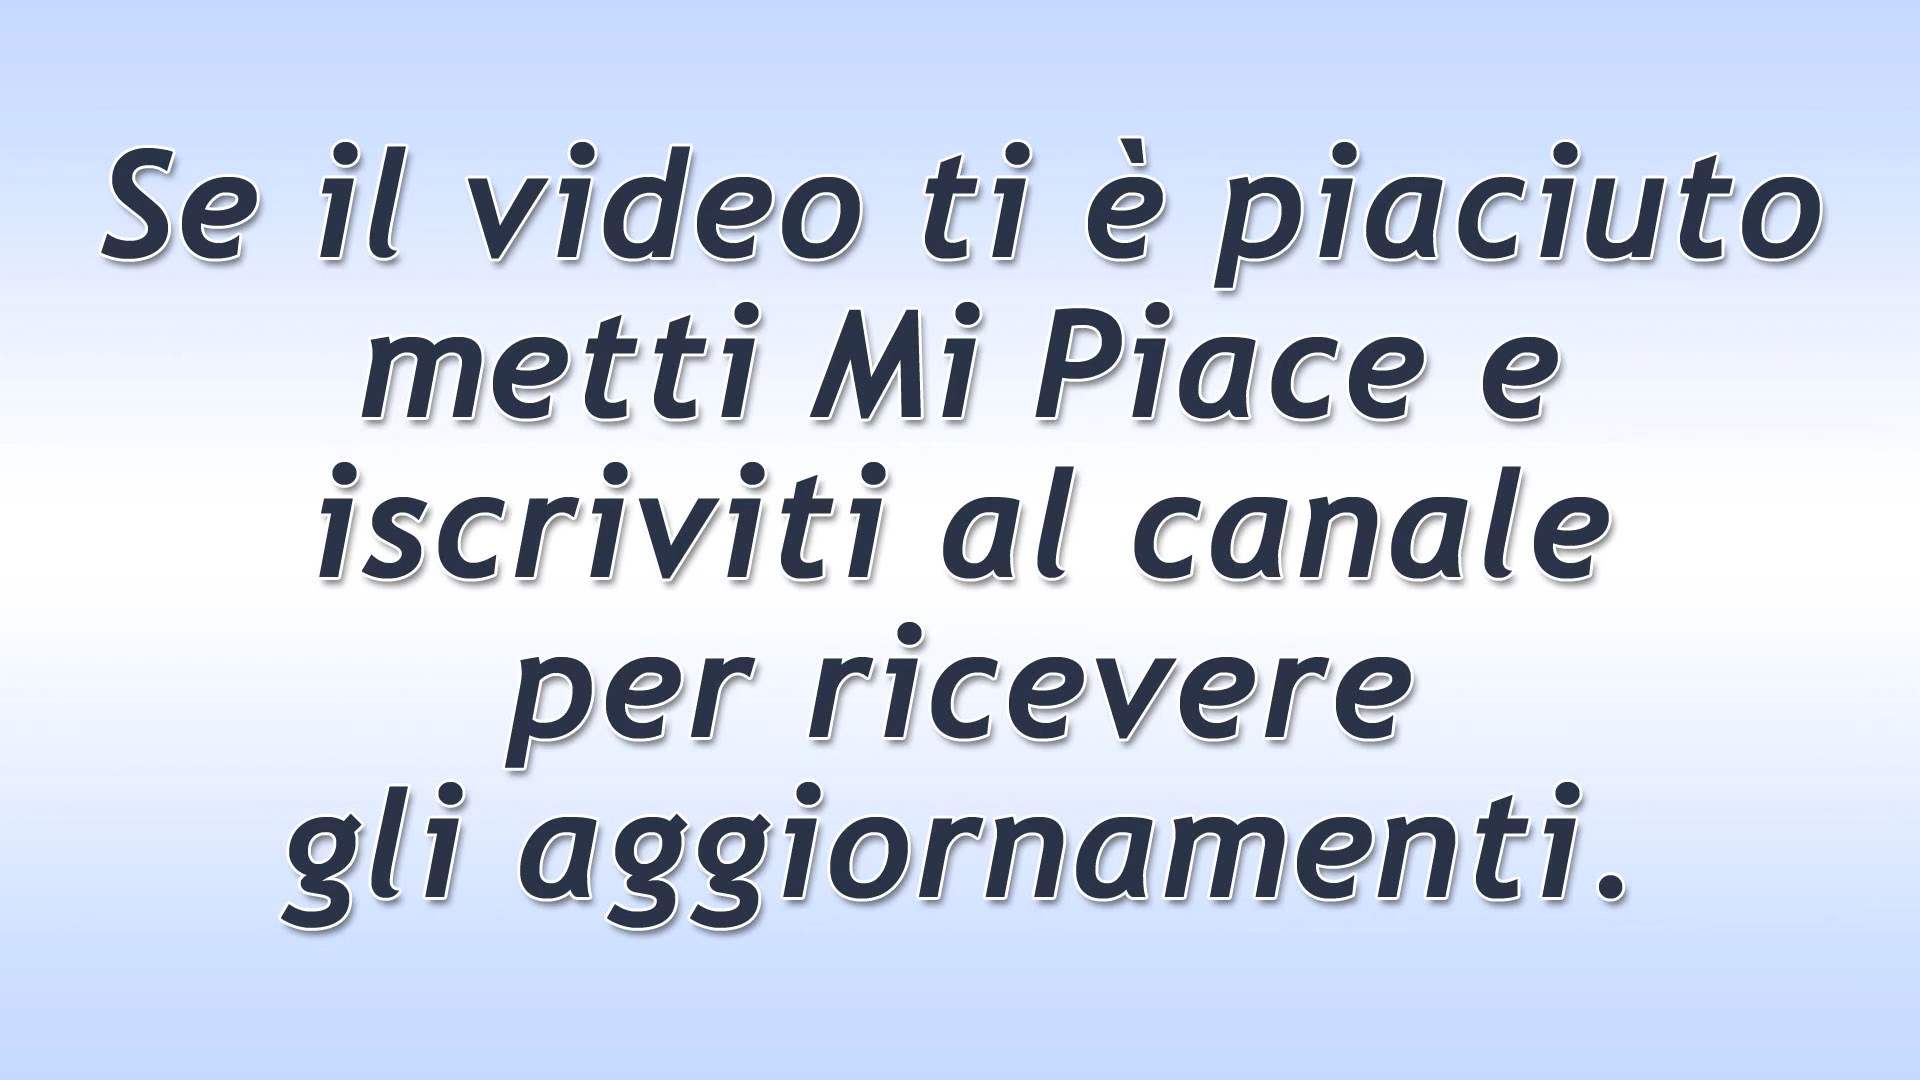 Se il video ti è piaciuto
metti Mi Piace e
iscriviti al canale
per ricevere
gli aggiornamenti.